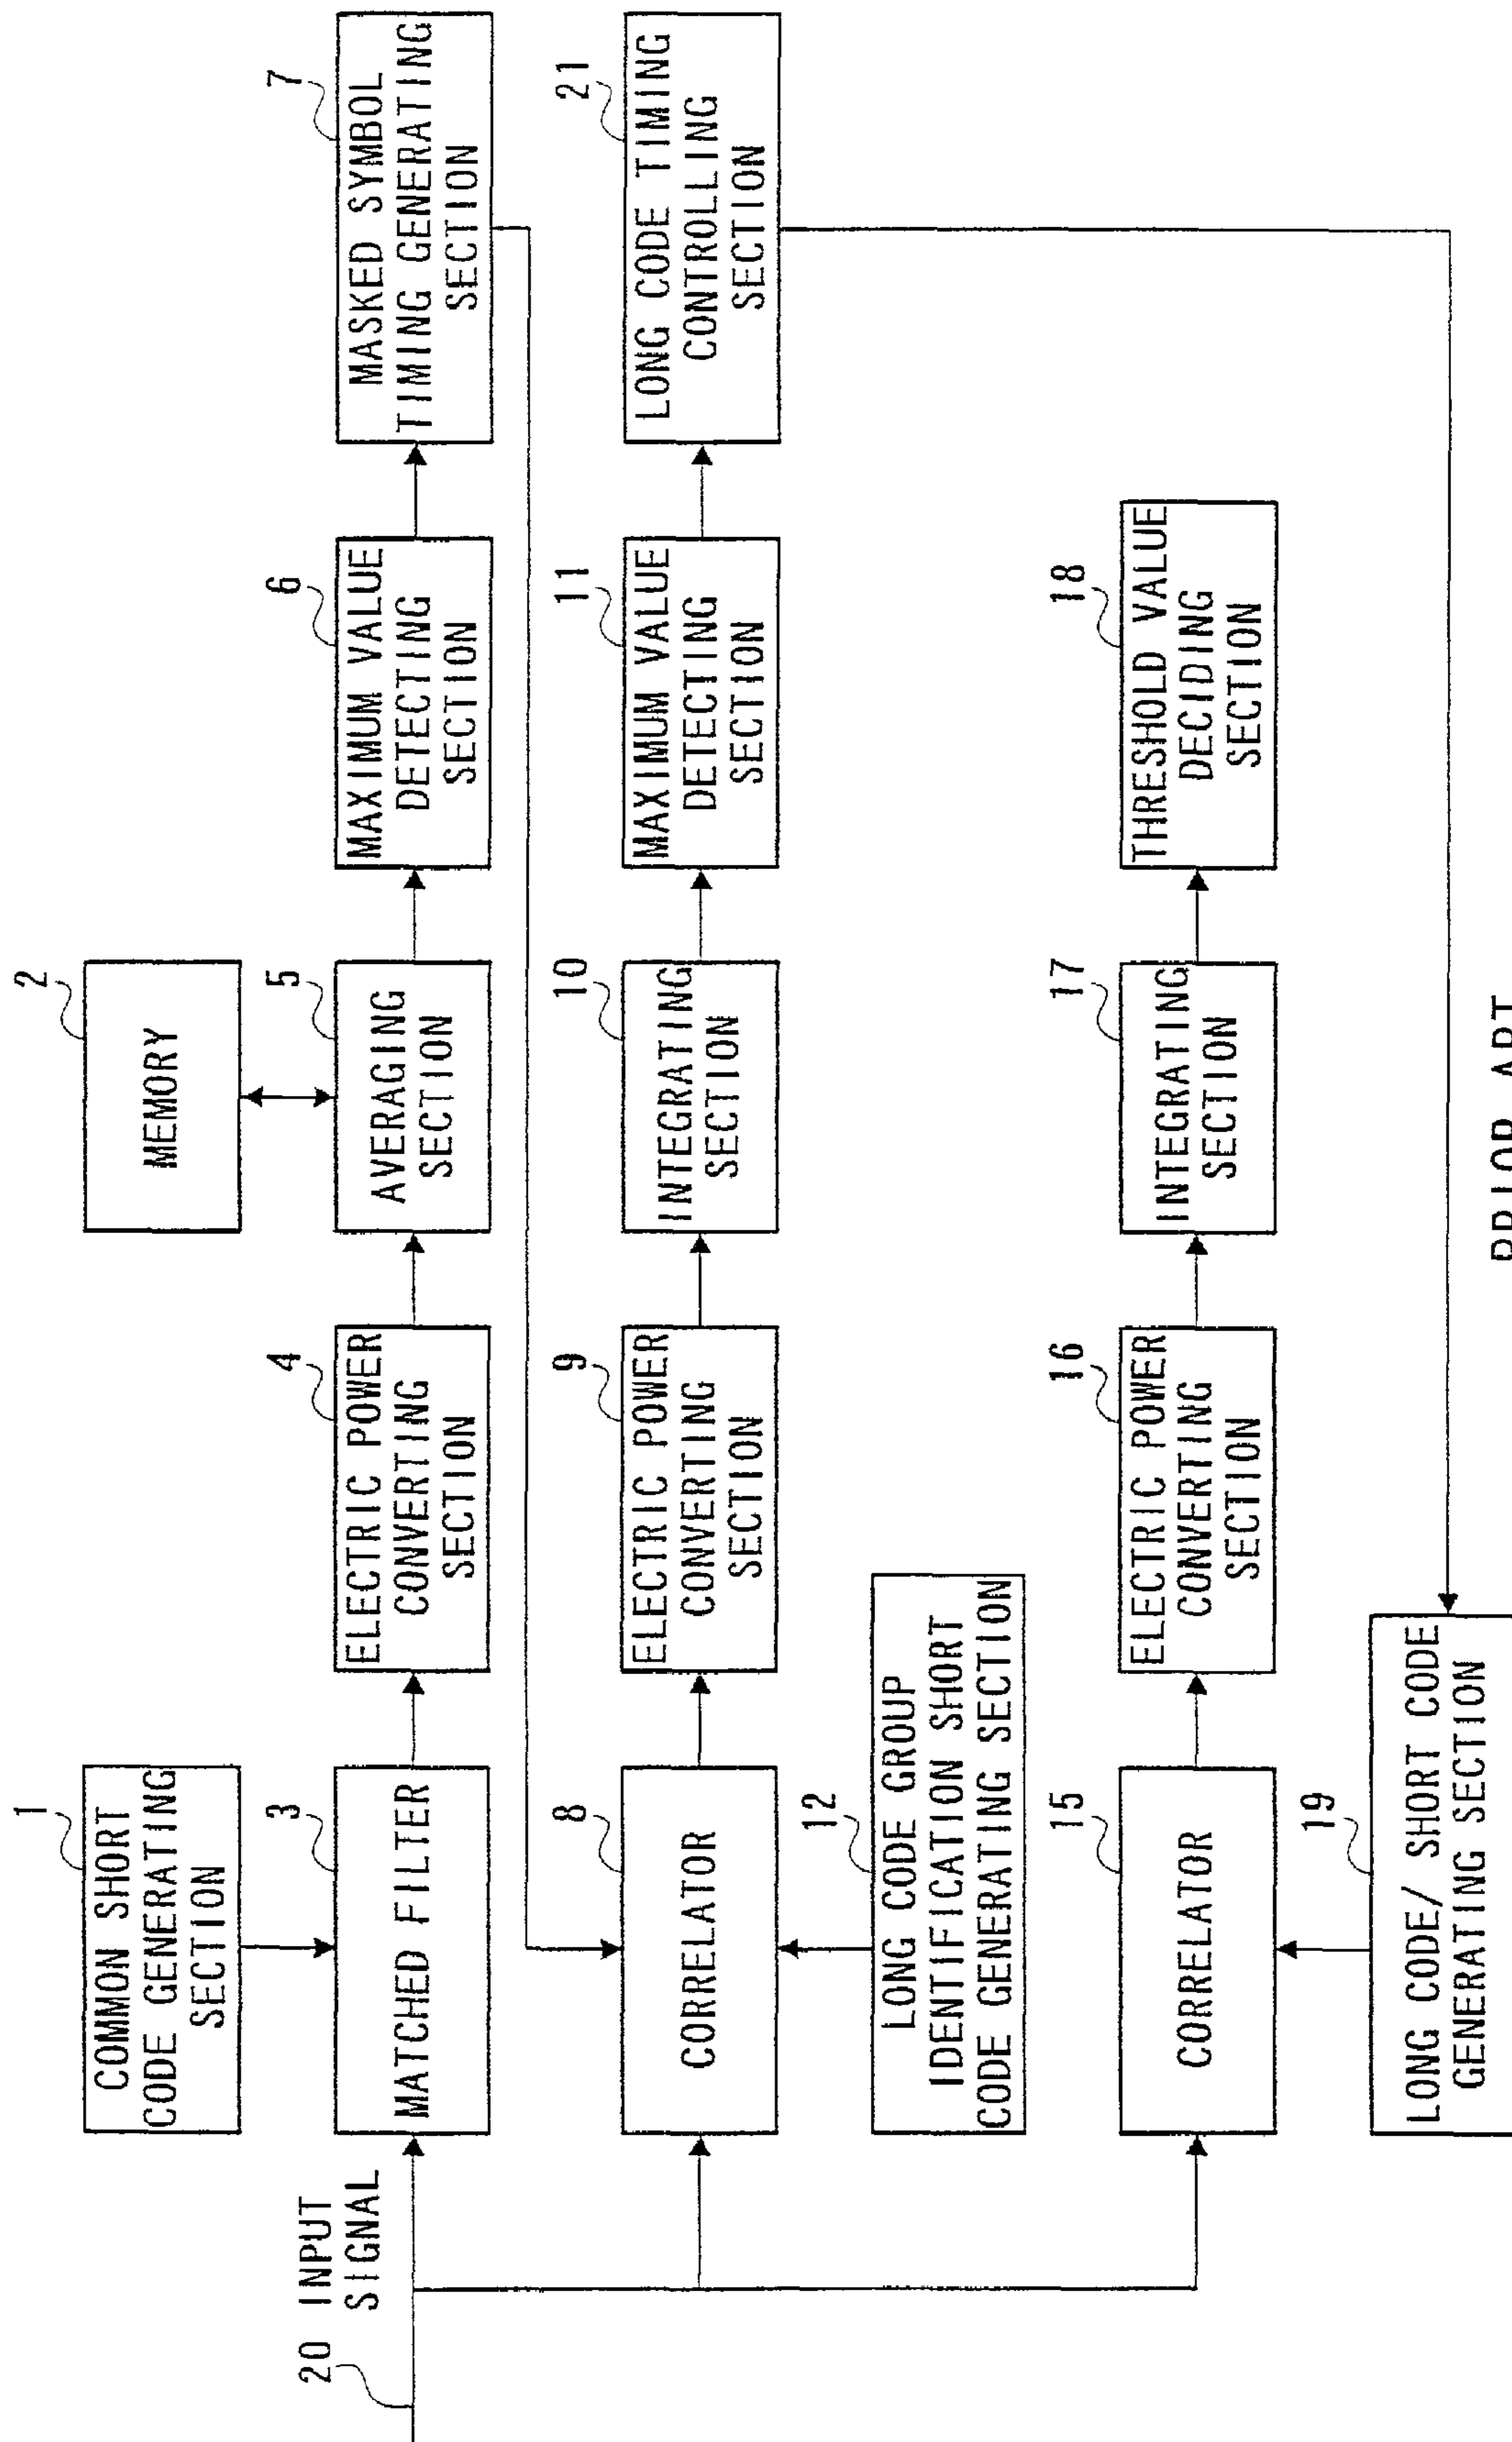 1
COMMON SHORT
CODE GENERATING
SECTION
2
MEMORY
20 INPUT
SIGNAL
3
MATCHED FILTER
4
ELECTRIC POWER
CONVERTING
SECTION
5
AVERAGING
SECTION
6
MAXIMUM VALUE
DETECTING
SECTION
7
MASKED SYMBOL
TIMING GENERATING
SECTION
8
CORRELATOR
9
ELECTRIC POWER
CONVERTING
SECTION
10
INTEGRATING
SECTION
11
MAXIMUM VALUE
DETECTING
SECTION
21
LONG CODE TIMING
CONTROLLING
SECTION
12
LONG CODE GROUP
IDENTIFICATION SHORT
CODE GENERATING SECTION
15
CORRELATOR
16
ELECTRIC POWER
CONVERTING
SECTION
17
INTEGRATING
SECTION
18
THRESHOLD VALUE
DECIDING
SECTION
19
LONG CODE/ SHORT CODE
GENERATING SECTION
PRIOR ART